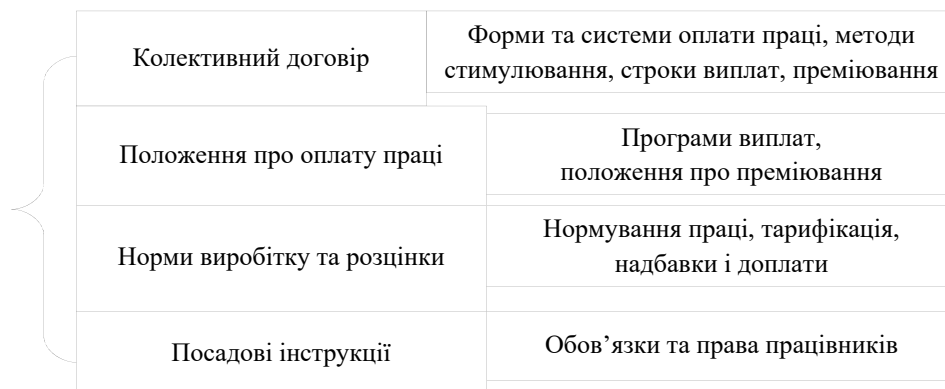 Колективний договір
Форми та системи оплати праці, методи
стимулювання, строки виплат, преміювання
Положення про оплату праці
Програми виплат,
положення про преміювання
Норми виробітку та розцінки
Нормування праці, тарифікація,
надбавки і доплати
Посадові інструкції
Обов’язки та права працівників